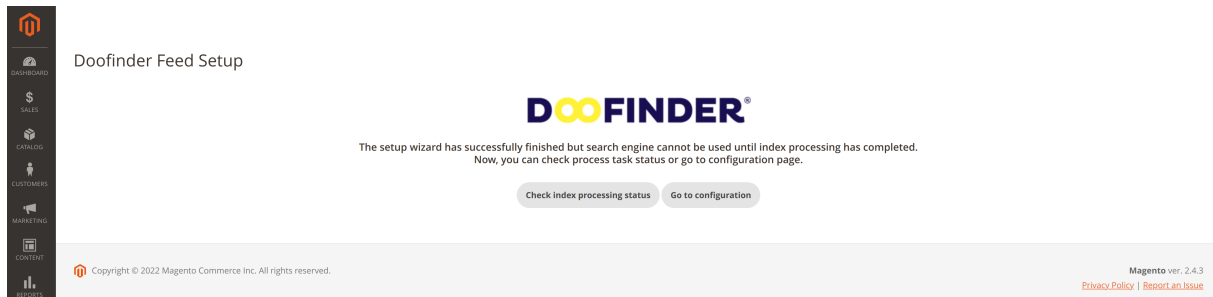 DASHBOARD
SALES
CATALOG
CUSTOMERS
MARKETING
CONTENT
REPORTS
Doofinder Feed Setup
DOOFINDER®
The setup wizard has successfully finished but search engine cannot be used until index processing has completed.
Now, you can check process task status or go to configuration page.
Check index processing status Go to configuration
Copyright © 2022 Magento Commerce Inc. All rights reserved.
Magento ver. 2.4.3
Privacy Policy | Report an Issue